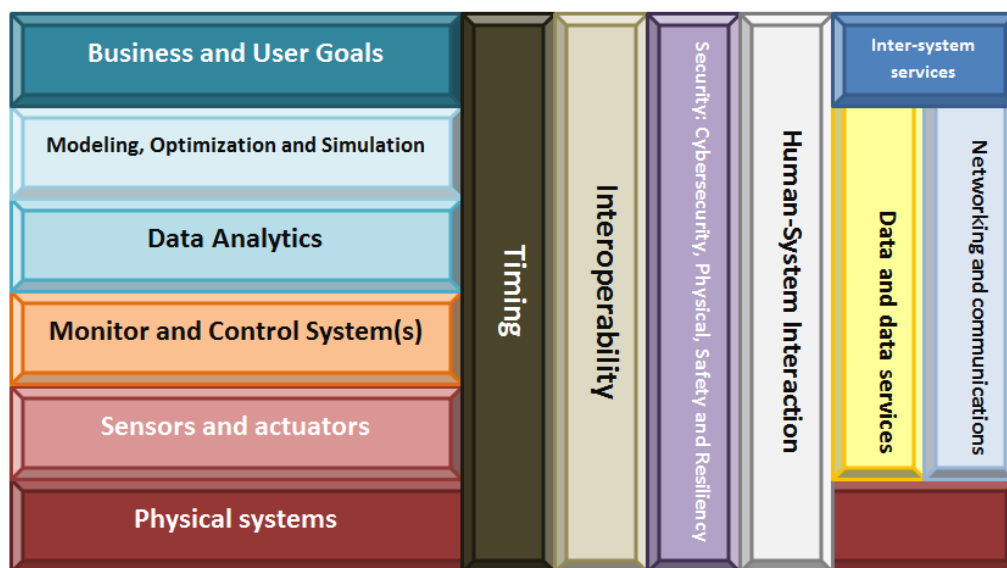 Business and User Goals
Modeling, Optimization and Simulation
Data Analytics
Monitor and Control System(s)
Sensors and actuators
Physical systems
Timing
Interoperability
Security: Cybersecurity, Physical, Safety and Resiliency
Human-System Interaction
Inter-system
services
Data and data services
Networking and communications